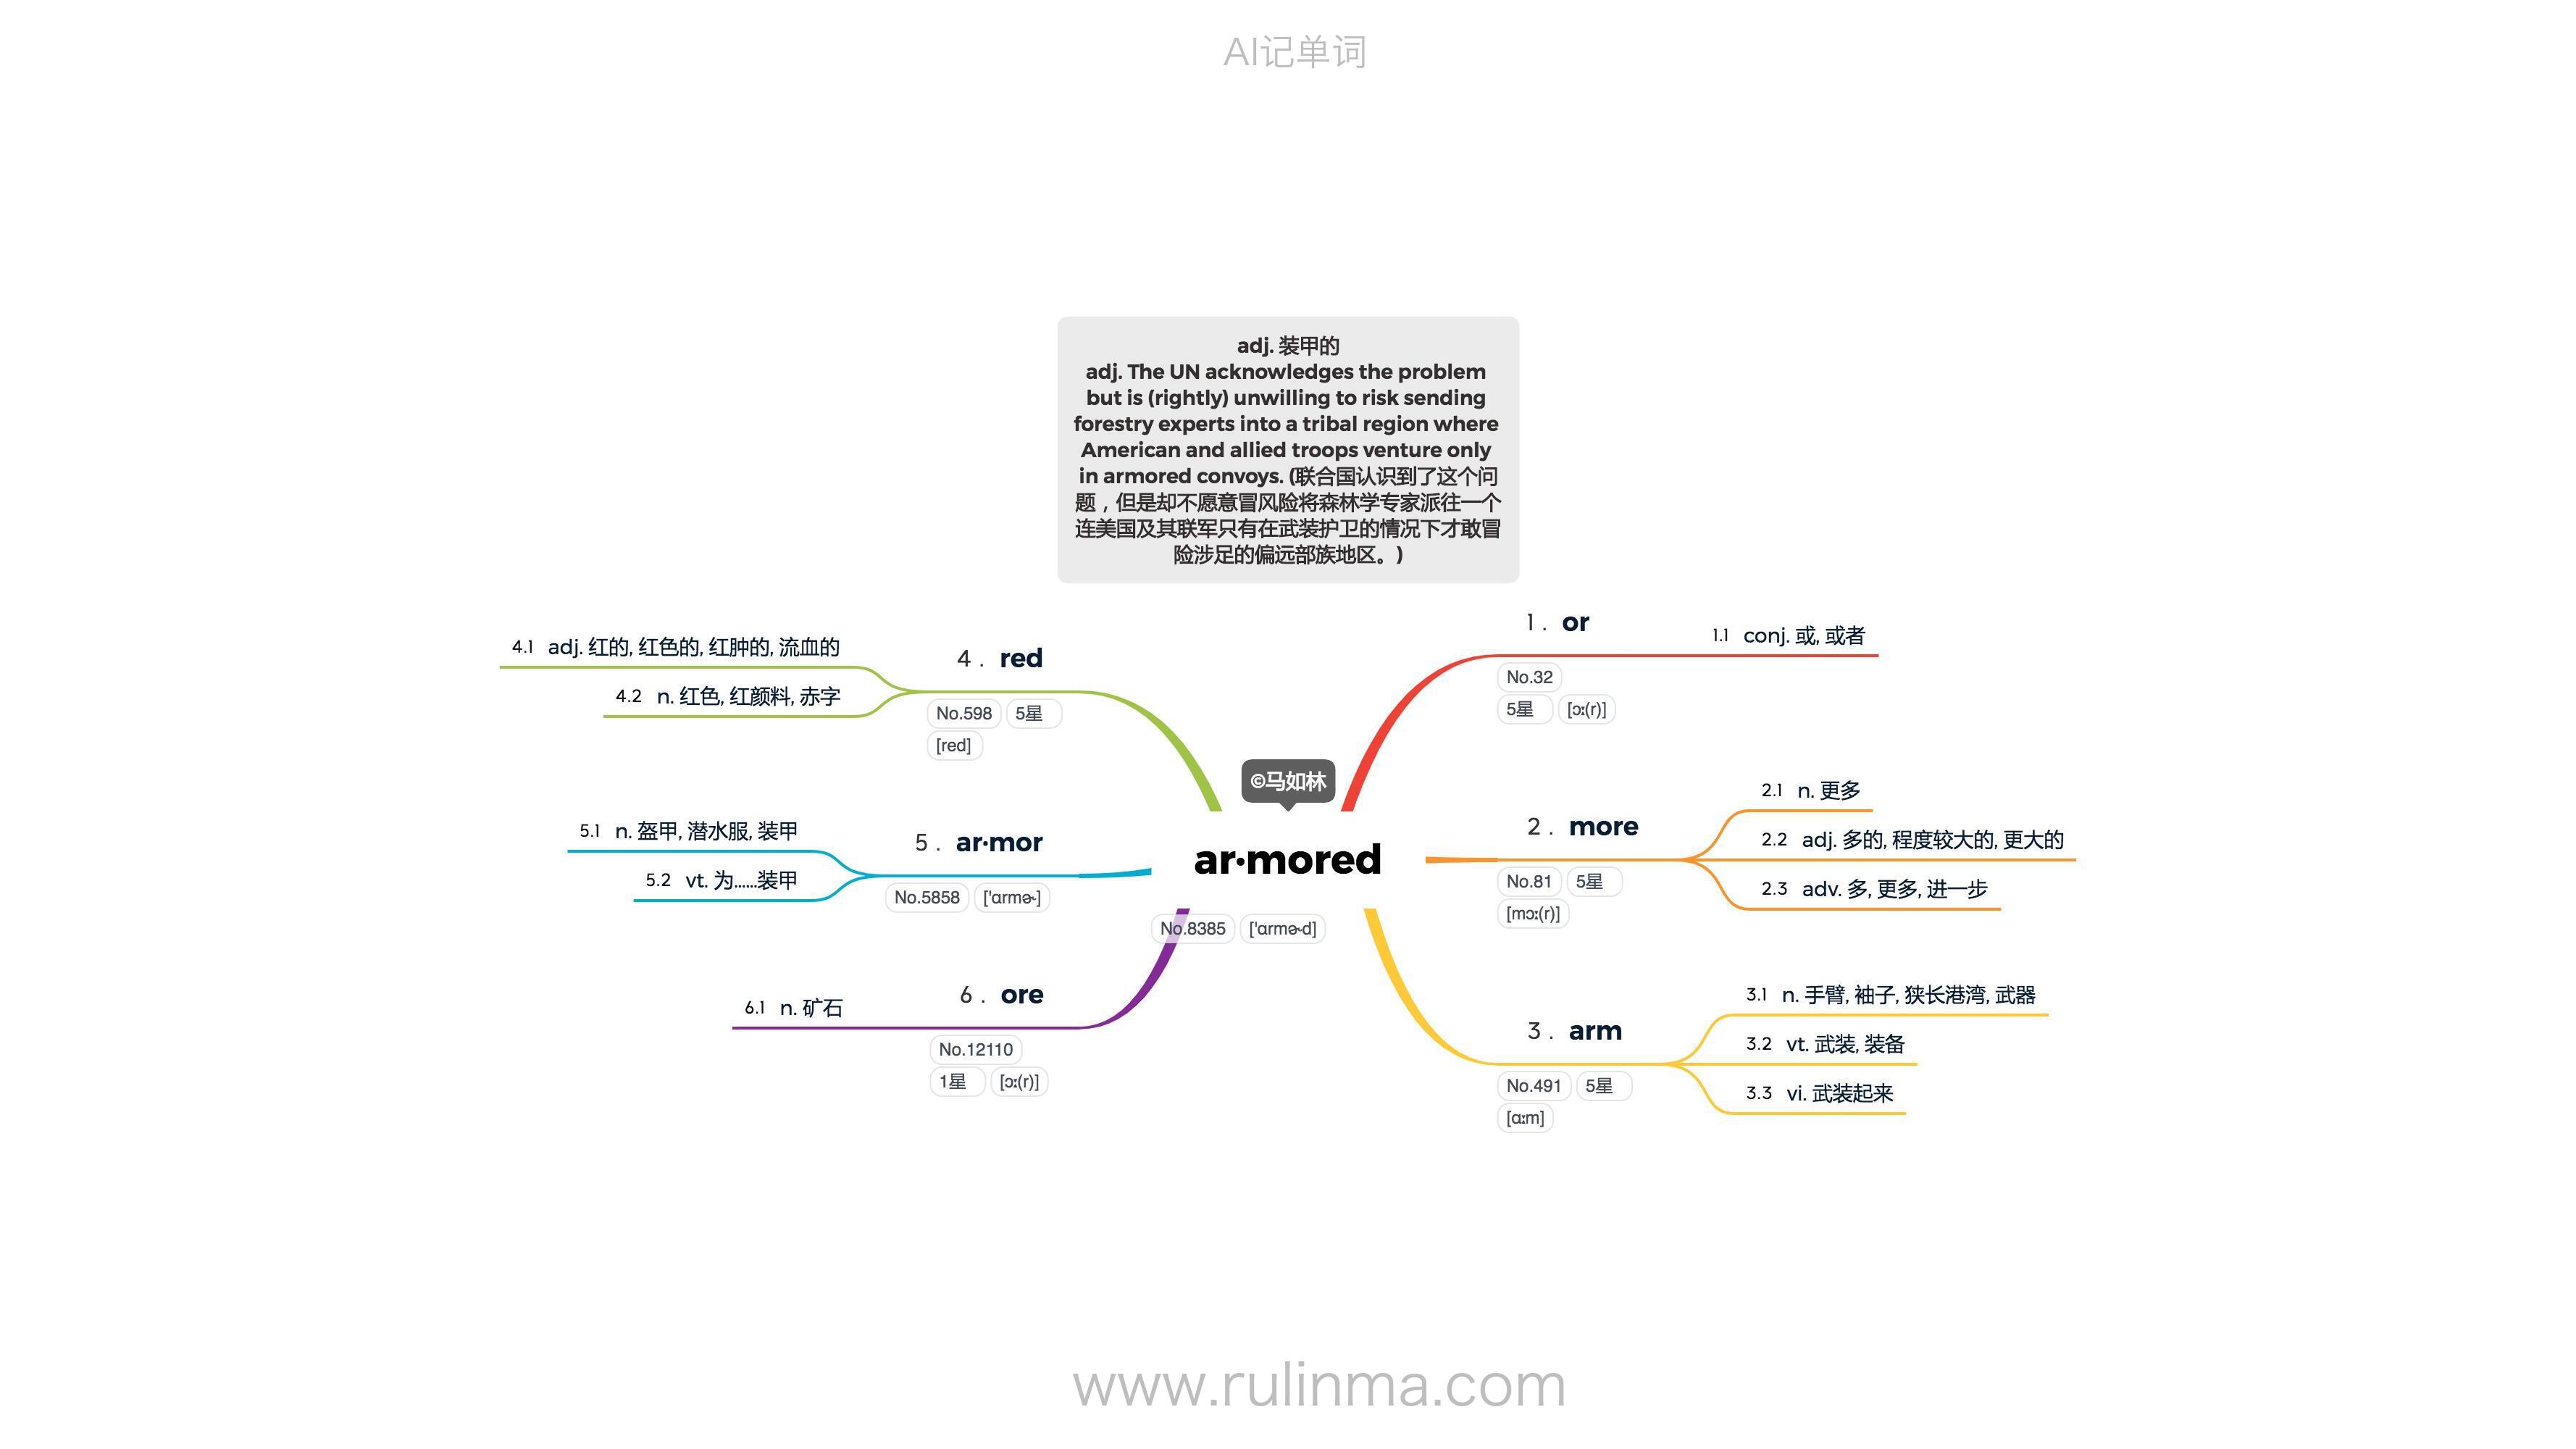 AI记单词
adj. 装甲的
adj. The UN acknowledges the problem
but is (rightly) unwilling to risk sending
forestry experts into a tribal region where
American and allied troops venture only
in armored convoys. (联合国认识到了这个问
题，但是却不愿意冒风险将森林学专家派往一个
连美国及其联军只有在武装护卫的情况下才敢冒
险涉足的偏远部族地区。)
©马如林
ar·mored
No.8385 ['ɑrmɚd]
1. or
No.32
5星 [ɔː(r)]
1.1 conj. 或, 或者
2. more
No.81 5星
[mɔː(r)]
2.1 n. 更多
2.2 adj. 多的, 程度较大的, 更大的
2.3 adv. 多, 更多, 进一步
3. arm
No.491 5星
[ɑːm]
3.1 n. 手臂, 袖子, 狭长港湾, 武器
3.2 vt. 武装, 装备
3.3 vi. 武装起来
4. red
No.598 5星
[red]
4.1 adj. 红的, 红色的, 红肿的, 流血的
4.2 n. 红色, 红颜料, 赤字
5. ar·mor
No.5858 ['ɑrmɚ]
5.1 n. 盔甲, 潜水服, 装甲
5.2 vt. 为……装甲
6. ore
No.12110
1星 [ɔː(r)]
6.1 n. 矿石
www.rulinma.com